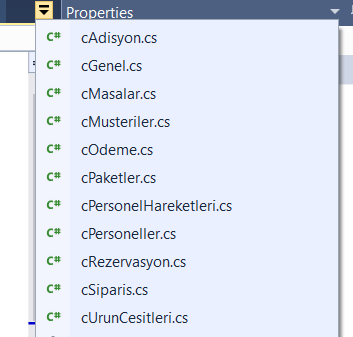 Properties
C# cAdisyon.cs
C# cGenel.cs
C# cMasalar.cs
C# cMusteriler.cs
C# cOdeme.cs
C# cPaketler.cs
C# cPersonelHareketleri.cs
C# cPersoneller.cs
C# cRezervasyon.cs
C# cSiparis.cs
C# cUrunCesitleri.cs